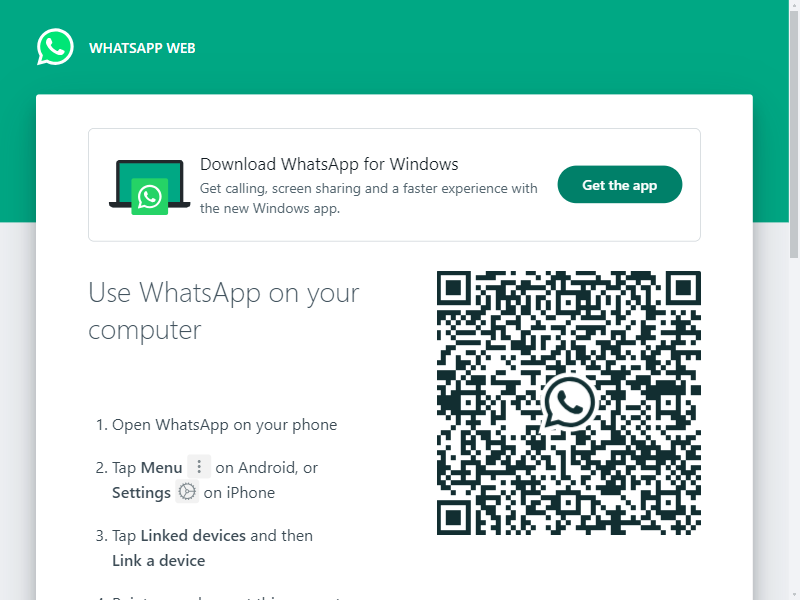 WHATSAPP WEB
Download WhatsApp for Windows
Get calling, screen sharing and a faster experience with
the new Windows app.
Get the app
Use WhatsApp on your
computer
1. Open WhatsApp on your phone
2. Tap Menu on Android, or
Settings on iPhone
3. Tap Linked devices and then
Link a device